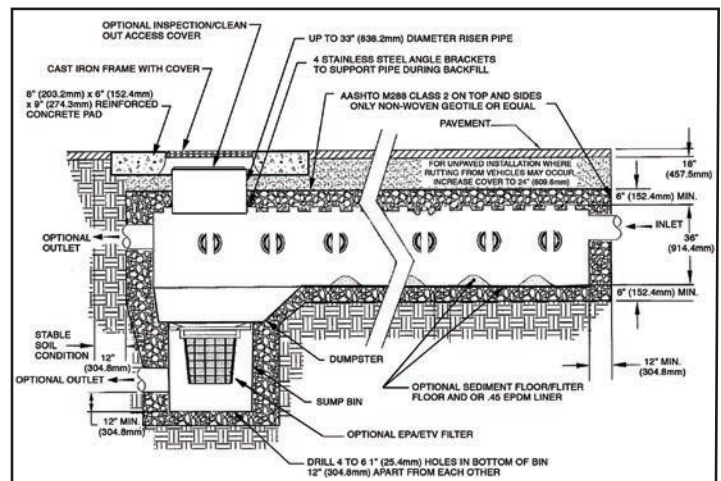 OPTIONAL INSPECTION/CLEAN
OUT ACCESS COVER
UP TO 33" (838.2mm) DIAMETER RISER PIPE
4 STAINLESS STEEL ANGLE BRACKETS
TO SUPPORT PIPE DURING BACKFILL
CAST IRON FRAME WITH COVER
AASHTO M288 CLASS 2 ON TOP AND SIDES
ONLY NON-WOVEN GEOTILE OR EQUAL
8" (203.2mm) x 6" (152.4mm)
x 9" (274.3mm) REINFORCED
CONCRETE PAD
PAVEMENT
FOR UNPAVED INSTALLATION WHERE
RUTTING FROM VEHICLES MAY OCCUR,
INCREASE COVER TO 24" (609.6mm)
18"
(457.5mm)
6" (152.4mm) MIN.
INLET
36"
(914.4mm)
OPTIONAL
OUTLET
6" (152.4mm) MIN.
STABLE
SOIL
CONDITION
12"
(304.8mm)
DUMPSTER
12" MIN.
(304.8mm)
OPTIONAL OUTLET
OPTIONAL SEDIMENT FLOOR/FLITER
FLOOR AND OR .45 EPDM LINER
SUMP BIN
12" MIN.
(304.8mm)
OPTIONAL EPA/ETV FILTER
DRILL 4 TO 6 1" (25.4mm) HOLES IN BOTTOM OF BIN
12" (304.8mm) APART FROM EACH OTHER